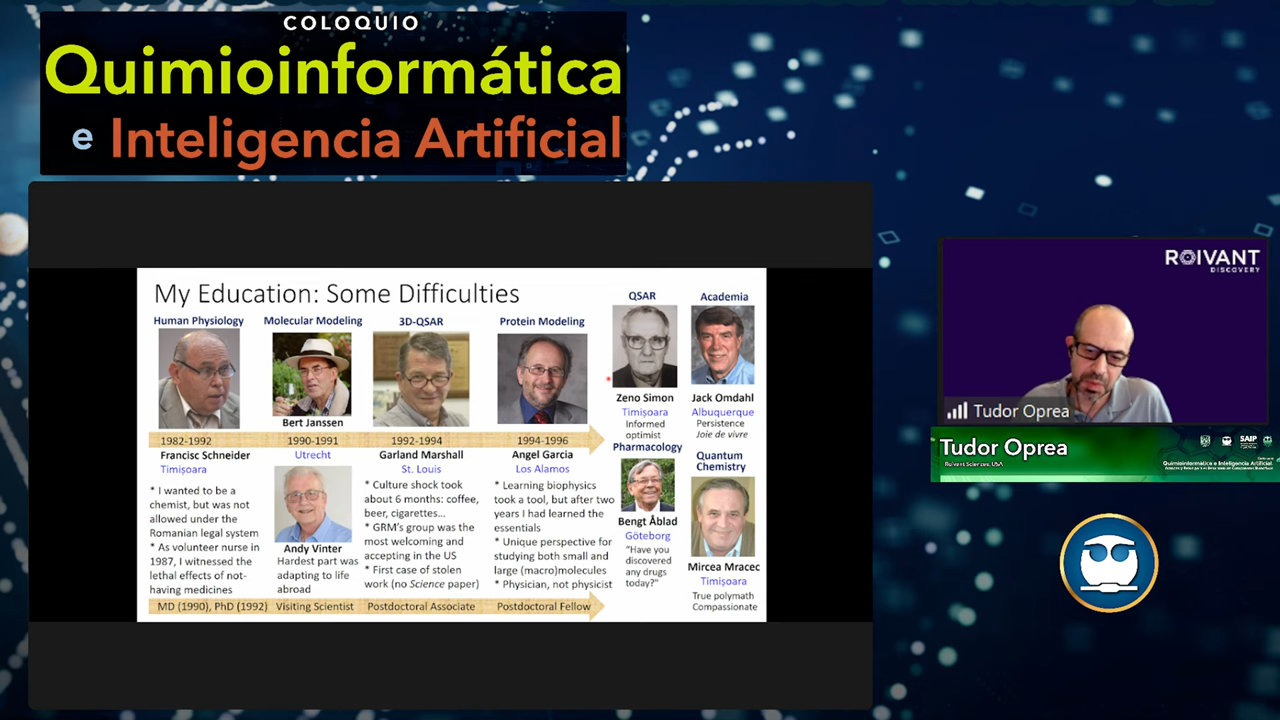 COLOQUIO
Quimioinformática
e Inteligencia Artificial
My Education: Some Difficulties
Human Physiology
Molecular Modeling
Bert Janssen
3D-QSAR
Protein Modeling
1982-1992
1990-1991
1992-1994
1994-1996
Francisc Schneider
Timișoara
* I wanted to be a
chemist, but was not
allowed under the
Romanian legal system
* As volunteer nurse in
1987, I witnessed the
lethal effects of not-
having medicines
Utrecht
Andy Vinter
Hardest part was
adapting to life
abroad
Garland Marshall
St. Louis
* Culture shock took
about 6 months: coffee,
beer, cigarettes...
* GRM's group was the
most welcoming and
accepting in the US
* First case of stolen
work (no Science paper)
Angel Garcia
Los Alamos
* Learning biophysics
took a tool, but after two
years I had learned the
essentials
* Unique perspective for
studying both small and
large (macro)molecules
* Physician, not physicist
MD (1990), PhD (1992)
Visiting Scientist
Postdoctoral Associate
Postdoctoral Fellow
QSAR
Zeno Simon
Timișoara
Informed
optimist
Academia
Jack Omdahl
Albuquerque
Persistence
Joie de vivre
Pharmacology
Bengt Åblad
Göteborg
"Have you
discovered
any drugs
today?"
Quantum
Chemistry
Mircea Mracec
Timișoara
True polymath
Compassionate
ROIVANT
DISCOVERY
Tudor Oprea
Tudor Oprea
Roivant Sciences, USA
SAIP
Quimioinformática e Inteligencia Artificial